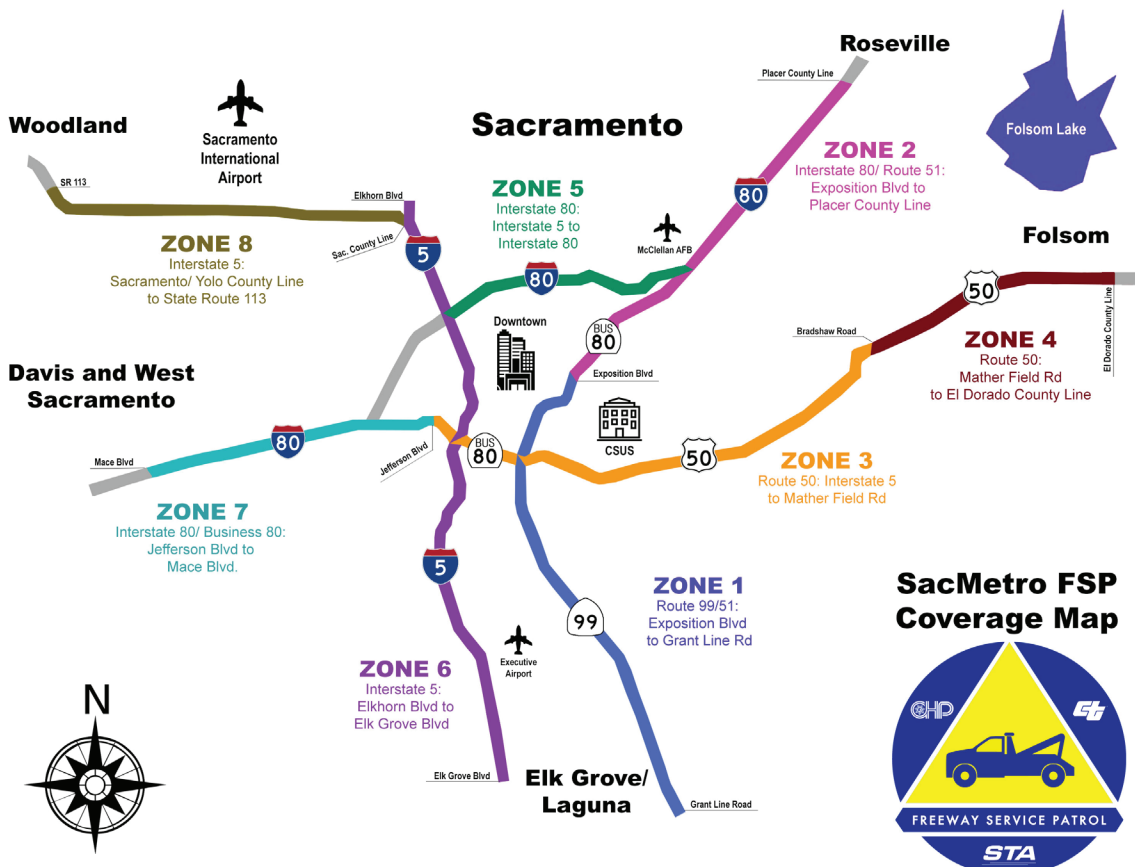 Roseville
Placer County Line
Woodland
Sacramento
International
Airport
Sacramento
Folsom Lake
SR 113
Elkhorn Blvd
Sac. County Line
ZONE 2
Interstate 80/ Route 51:
Exposition Blvd to
Placer County Line
80
ZONE 5
Interstate 80:
Interstate 5 to
Interstate 80
McClellan AFB
ZONE 8
Interstate 5:
Sacramento/ Yolo County Line
to State Route 113
5
80
Folsom
50
El Dorado County Line
Downtown
BUS
80
Bradshaw Road
ZONE 4
Route 50:
Mather Field Rd
to El Dorado County Line
Exposition Blvd
Davis and West
Sacramento
CSUS
80
Jefferson Blvd
BUS
80
50
Mace Blvd
ZONE 3
Route 50: Interstate 5
to Mather Field Rd
ZONE 7
Interstate 80/ Business 80:
Jefferson Blvd to
Mace Blvd.
5
99
ZONE 1
Route 99/51:
Exposition Blvd
to Grant Line Rd
SacMetro FSP
Coverage Map
Executive
Airport
ZONE 6
Interstate 5:
Elkhorn Blvd to
Elk Grove Blvd
N
Elk Grove Blvd
Elk Grove/
Laguna
Grant Line Road
CHP
ct
FREEWAY SERVICE PATROL
STA